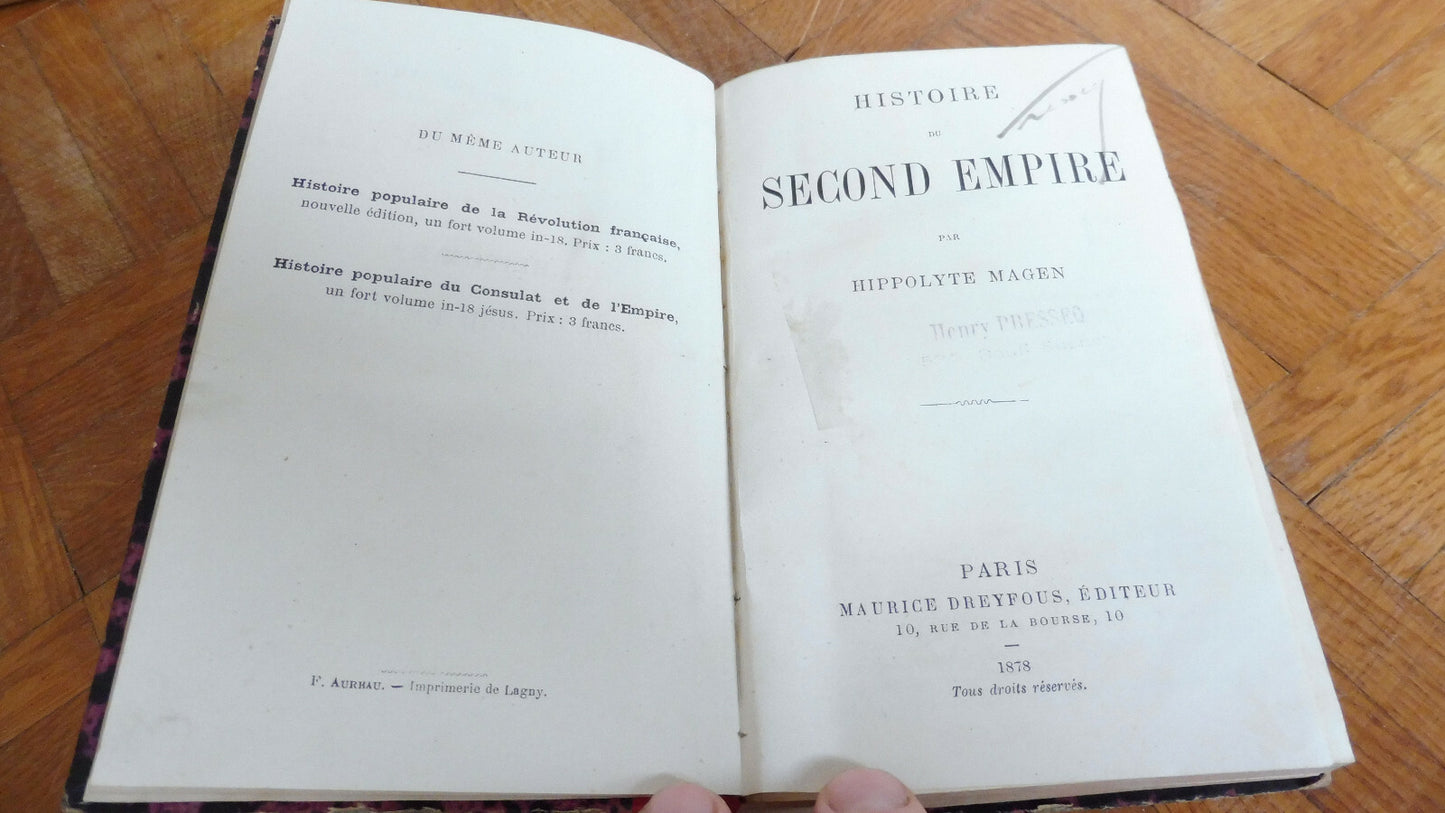 DU MÊME AUTEUR
Histoire populaire de la Révolution française,
nouvelle édition, un fort volume in-18. Prix : 3 francs.
Histoire populaire du Consulat et de l'Empire,
un fort volume in-18 jésus. Prix : 3 francs.
F. AUREAU. — Imprimerie de Lagny.
HISTOIRE
DU
SECOND EMPIRE
PAR
HIPPOLYTE MAGEN
Henry PRESSEQ
PARIS
MAURICE DREYFOUS, ÉDITEUR
10, RUE DE LA BOURSE, 10
1878
Tous droits réservés.